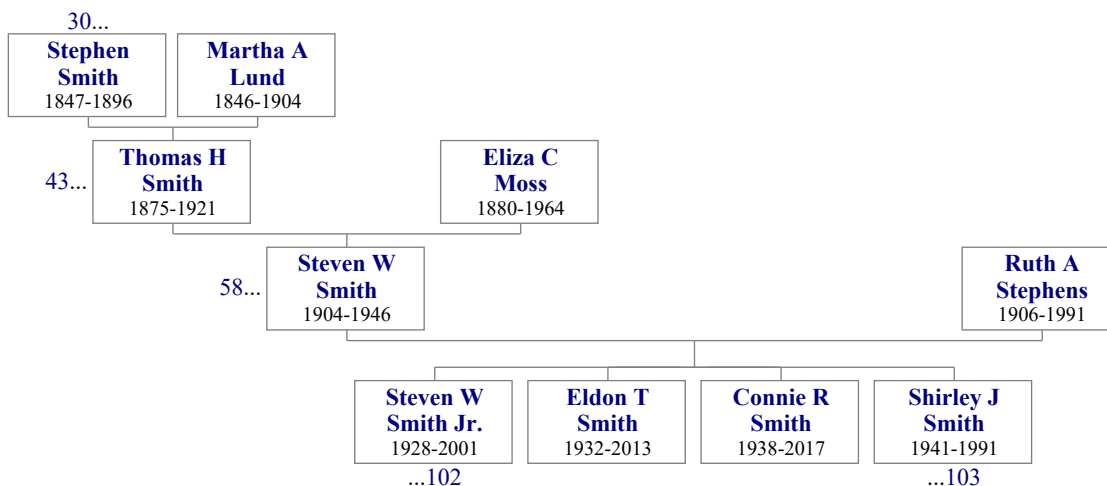 30...
Stephen
Smith
1847-1896
Martha A
Lund
1846-1904
43...
Thomas H
Smith
1875-1921
Eliza C
Moss
1880-1964
58...
Steven W
Smith
1904-1946
Ruth A
Stephens
1906-1991
Steven W
Smith Jr.
1928-2001
...102
Eldon T
Smith
1932-2013
Connie R
Smith
1938-2017
Shirley J
Smith
1941-1991
...103